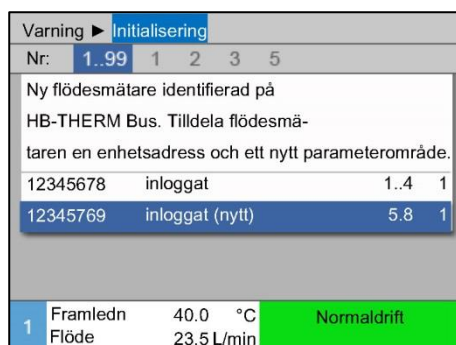 Varning ► Initialisering
Nr: 1..99 1 2 3 5
Ny flödesmätare identifierad på
HB-THERM Bus. Tilldela flödesmä-
taren en enhetsadress och ett nytt parameterområde.
12345678 inloggat 1..4 1
12345769 inloggat (nytt) 5.8 1
1 Framledn 40.0 °C Normaldrift
Flöde 23.5 L/min